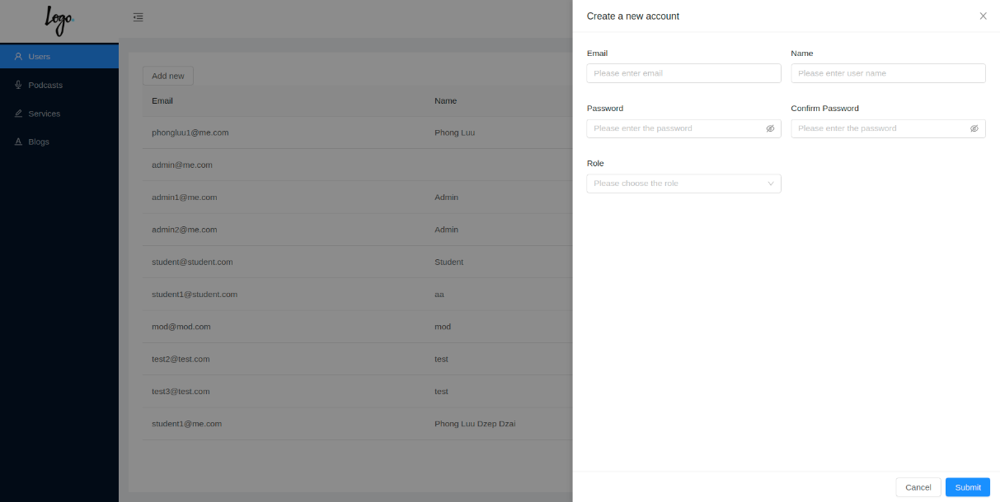 Logo.
Users
Podcasts
Services
Blogs
Add new
Email Name
phongluu1@me.com Phong Luu
admin@me.com
admin1@me.com Admin
admin2@me.com Admin
student@student.com Student
student1@student.com aa
mod@mod.com mod
test2@test.com test
test3@test.com test
student1@me.com Phong Luu Dzep Dzai
Create a new account
Email Name
Please enter email Please enter user name
Password Confirm Password
Please enter the password Please enter the password
Role
Please choose the role
Cancel Submit